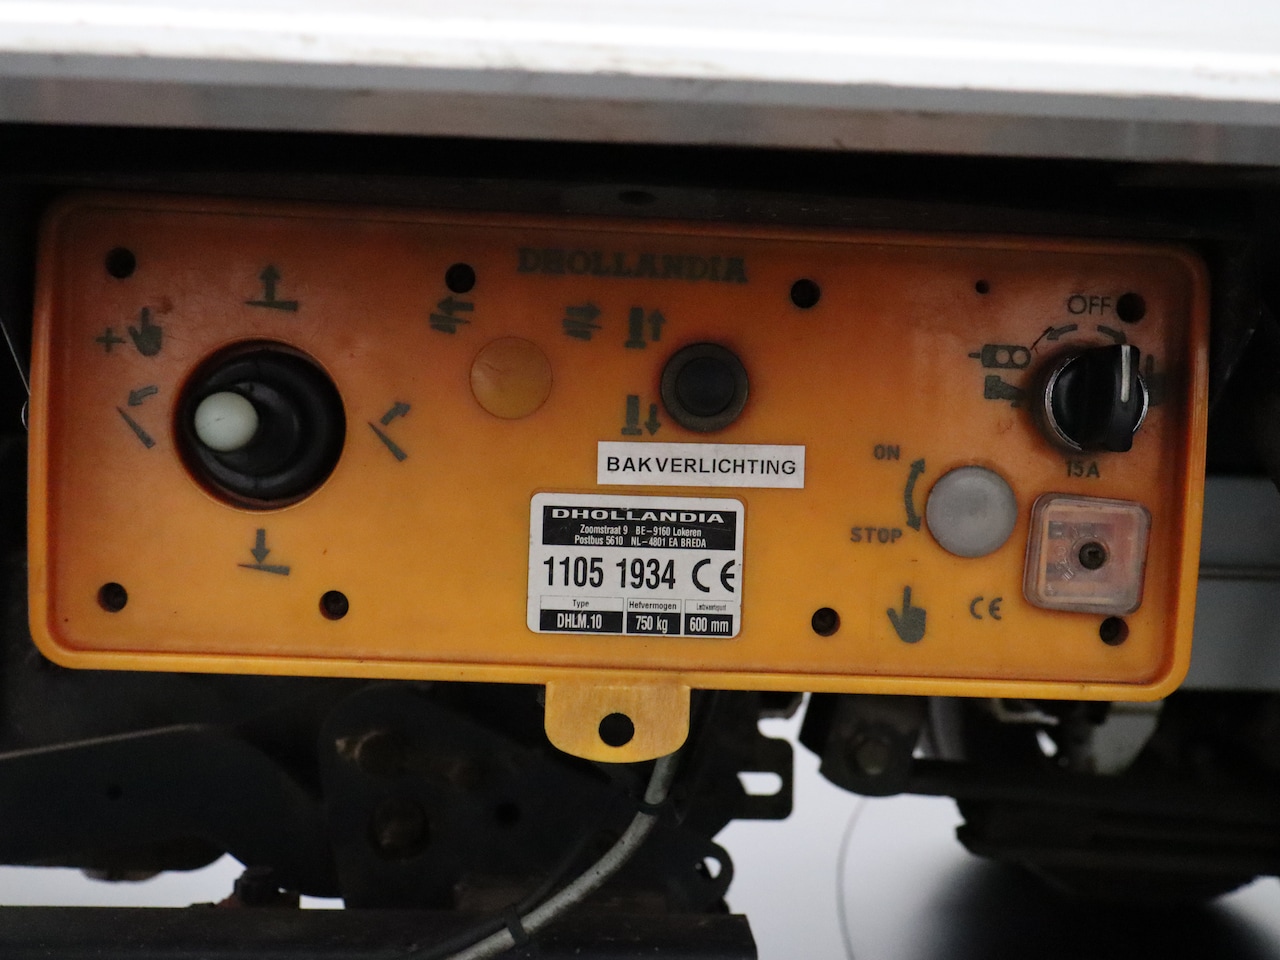 DHOLLANDIA
OFF
15A
ON
STOP
BAKVERLICHTING
DHOLLANDIA
Zoomstraat 9 BE-9160 Lokeren
Postbus 5610 NL-4801 EA BREDA
1105 1934 CE
Type Hefvermogen
DHLM.10 750 kg 600 mm
CE